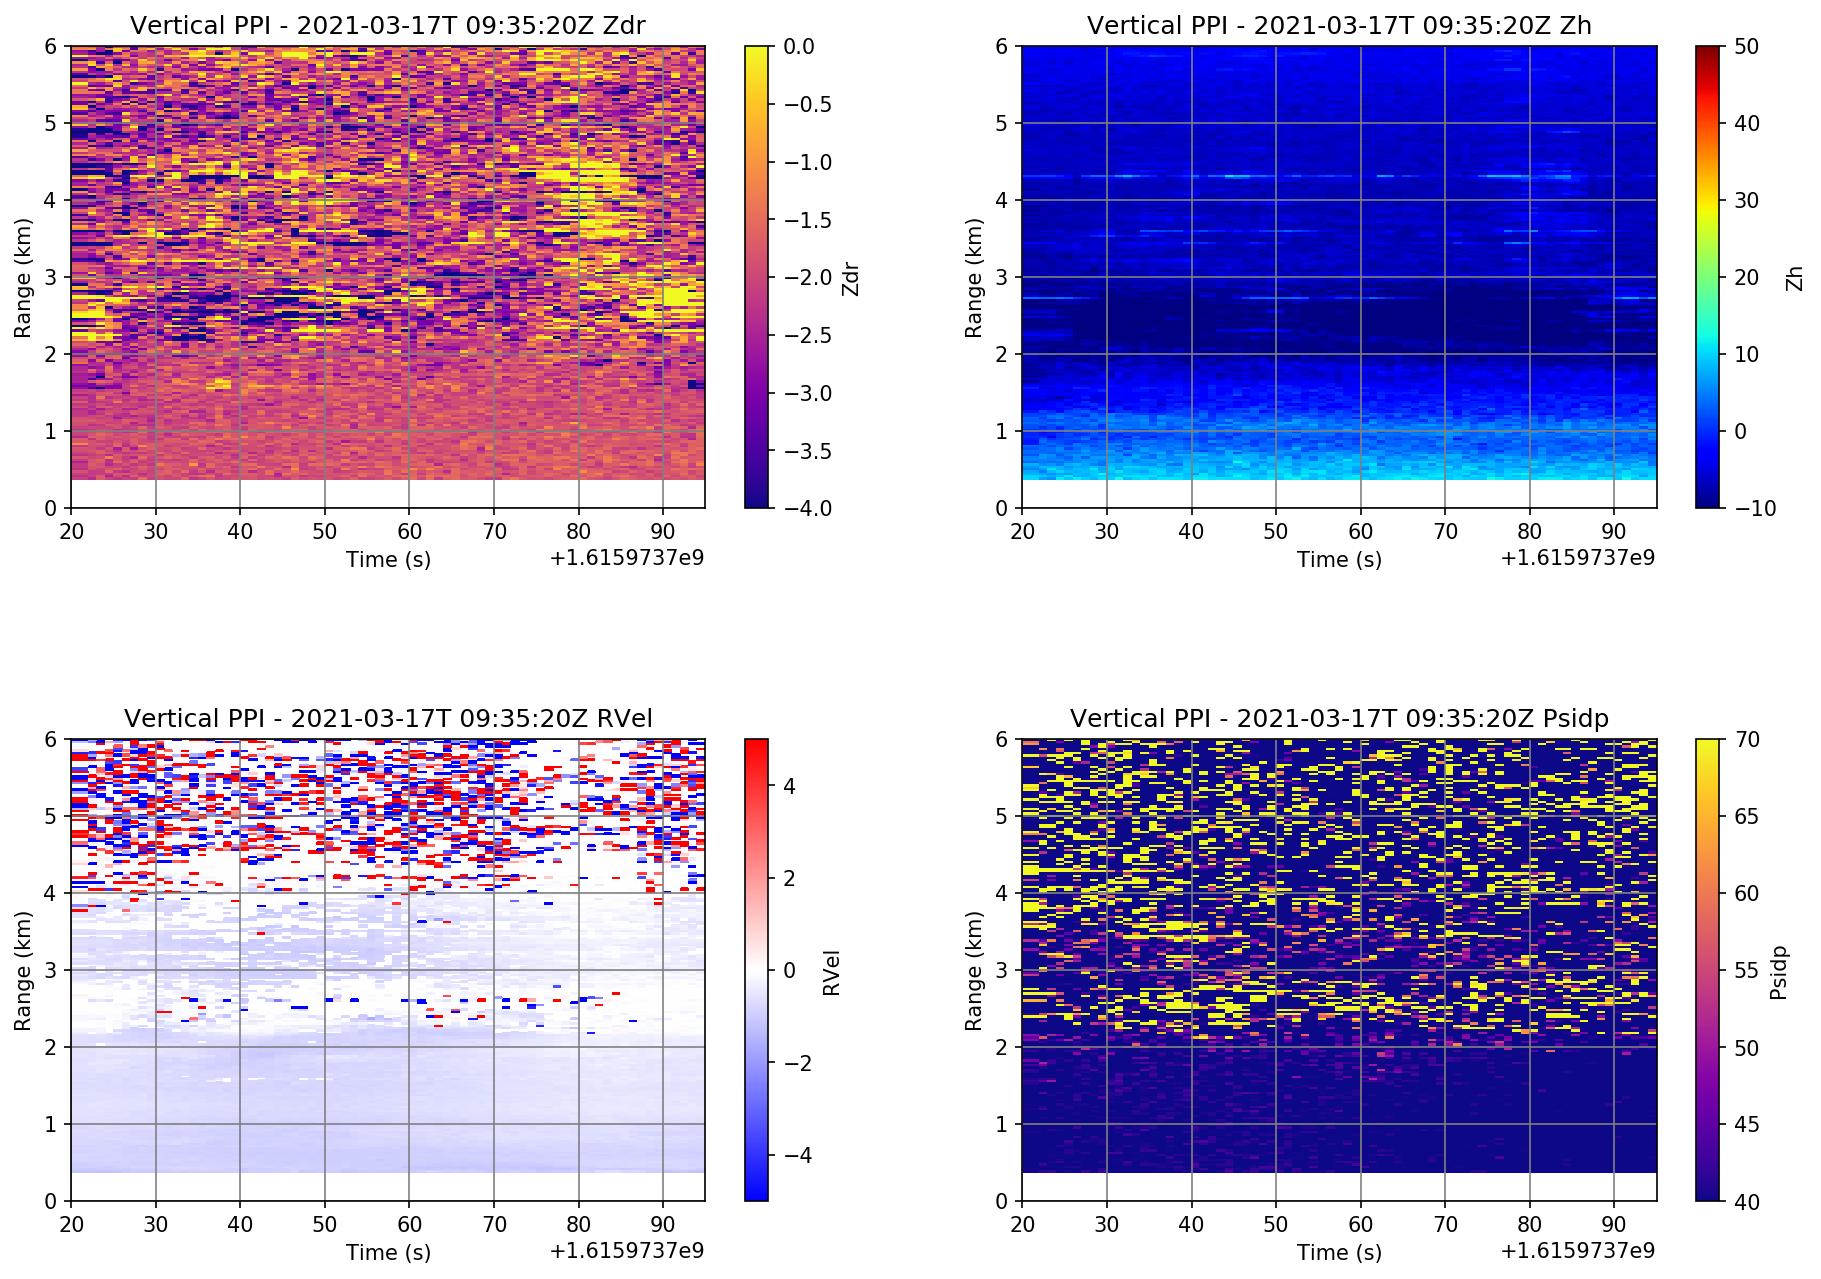 Vertical PPI - 2021-03-17T 09:35:20Z Zdr
6
5
4
3
2
1
0
Range (km)
20 30 40 50 60 70 80 90
Time (s)
+1.6159737e9
0.0
−0.5
−1.0
−1.5
−2.0
−2.5
−3.0
−3.5
−4.0
Zdr
Vertical PPI - 2021-03-17T 09:35:20Z Zh
6
5
4
3
2
1
0
Range (km)
20 30 40 50 60 70 80 90
Time (s)
+1.6159737e9
50
40
30
20
10
0
−10
Zh
Vertical PPI - 2021-03-17T 09:35:20Z RVel
6
5
4
3
2
1
0
Range (km)
20 30 40 50 60 70 80 90
Time (s)
+1.6159737e9
4
2
0
−2
−4
RVel
Vertical PPI - 2021-03-17T 09:35:20Z Psidp
6
5
4
3
2
1
0
Range (km)
20 30 40 50 60 70 80 90
Time (s)
+1.6159737e9
70
65
60
55
50
45
40
Psidp